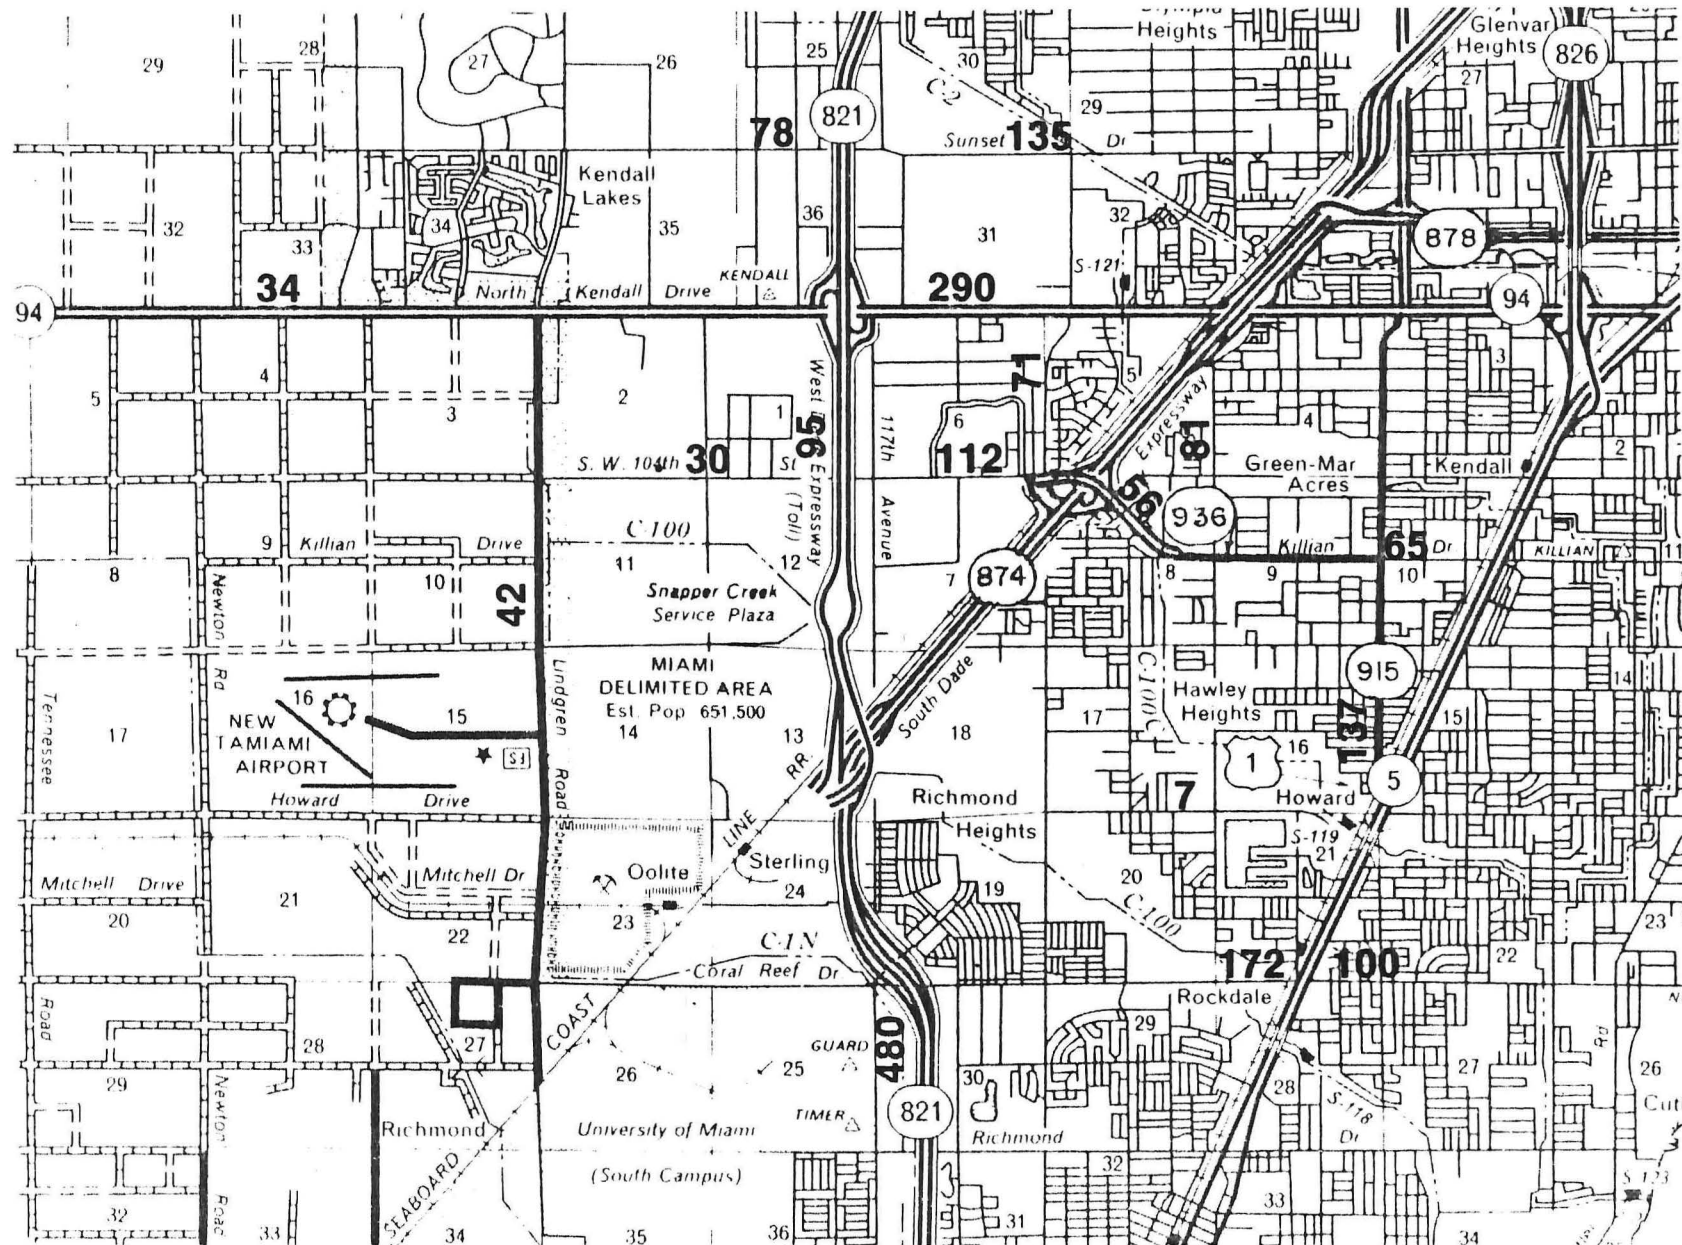 Olympia
Heights
Glenvar
Heights
29
28
27
26
25
30
29
27
826
821
C-2
78
Sunset 135 Dr
Kendall
Lakes
32
33
34
35
36
31
32
878
S-121
KENDALL
34
North Kendall Drive
290
94
94
5
4
3
2
1
6
5
4
3
2
71
95
117th
Avenue
West Expressway
(Toll)
Expressway
81
112
S. W. 104th 30 St
Green-Mar
Acres
Kendall
56
936
C-100
9 Killian Drive
Killian 65 Dr
KILLIAN
8
10
11
12
7
8
9
10
11
874
42
Newton
Rd
Snapper Creek
Service Plaza
915
C-100C
MIAMI
DELIMITED AREA
Est. Pop 651,500
South Dade
Hawley
Heights
Tennessee
17
16
15
14
13
18
17
16
15
14
137
NEW
TAMIAMI
AIRPORT
FS
Lindgren
Road
RR.
1
5
7
Howard Drive
Richmond
Heights
Howard
S-119
LINE
Mitchell Drive
Mitchell Dr
Oolite
Sterling
21
20
21
22
23
24
19
20
22
23
C-100
C-1N
Coral Reef Dr
172
100
COAST
Rockdale
Road
28
27
29
26
25
480
GUARD
30
29
28
27
26
Rd
Newton
Road
821
S-118
Dr
TIMER
Richmond
University of Miami
(South Campus)
Richmond
SEABOARD
32
33
34
35
36
31
32
33
34